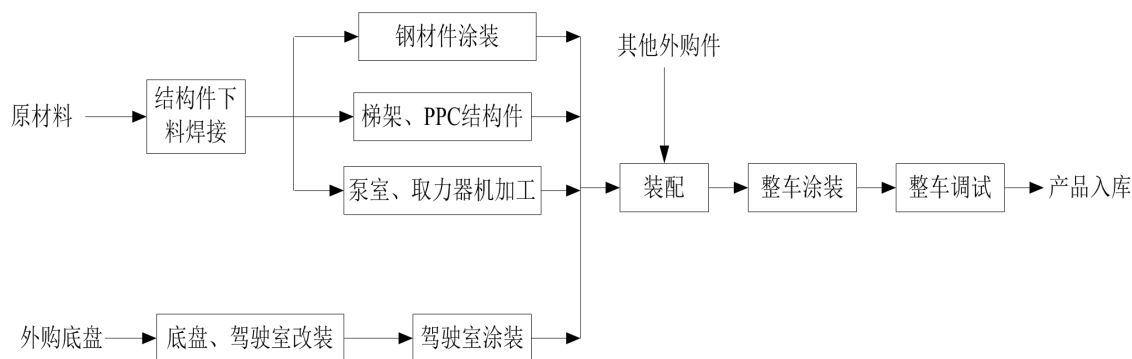 钢材件涂装
其他外购件
原材料
结构件下
料焊接
梯架、PPC结构件
泵室、取力器机加工
装配
整车涂装
整车调试
产品入库
外购底盘
底盘、驾驶室改装
驾驶室涂装